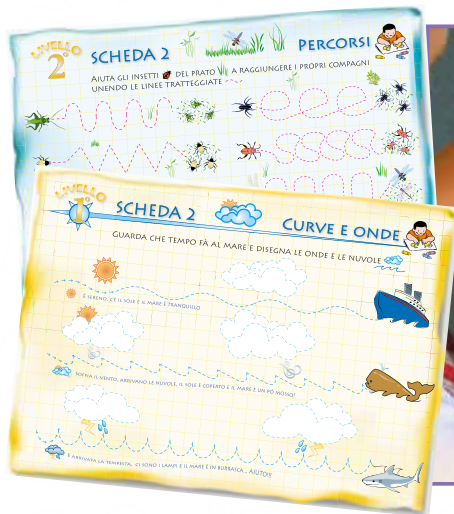 LIVELLO 2°
SCHEDA 2
PERCORSI
AIUTA GLI INSETTI DEL PRATO A RAGGIUNGERE I PROPRI COMPAGNI
UNENDO LE LINEE TRATTEGGIATE
LIVELLO 1°
SCHEDA 2
CURVE E ONDE
GUARDA CHE TEMPO FÀ AL MARE E DISEGNA LE ONDE E LE NUVOLE
È SERENO, C'È IL SOLE E IL MARE È TRANQUILLO
SOFFIA IL VENTO, ARRIVANO LE NUVOLE, IL SOLE È COPERTO E IL MARE È UN PÒ MOSSO!
È ARRIVATA LA TEMPESTA, CI SONO I LAMPI E IL MARE È IN BURRASCA... AIUTO!!!